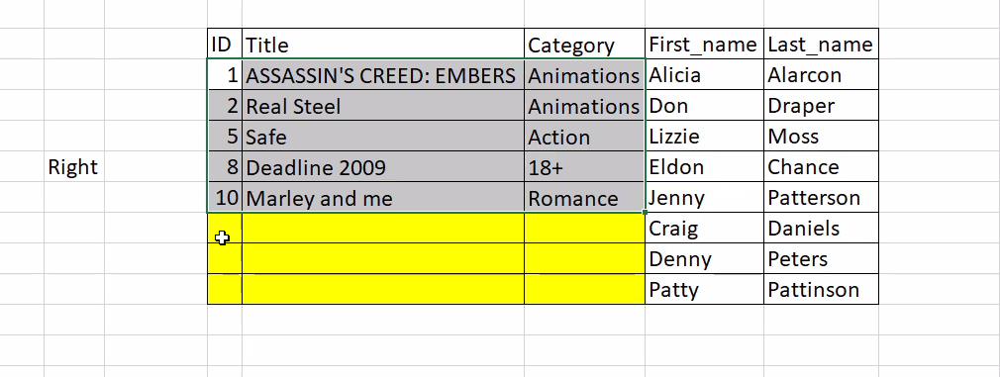 ID Title Category First_name Last_name
1 ASSASSIN'S CREED: EMBERS Animations Alicia Alarcon
2 Real Steel Animations Don Draper
5 Safe Action Lizzie Moss
Right 8 Deadline 2009 18+ Eldon Chance
10 Marley and me Romance Jenny Patterson
Craig Daniels
Denny Peters
Patty Pattinson